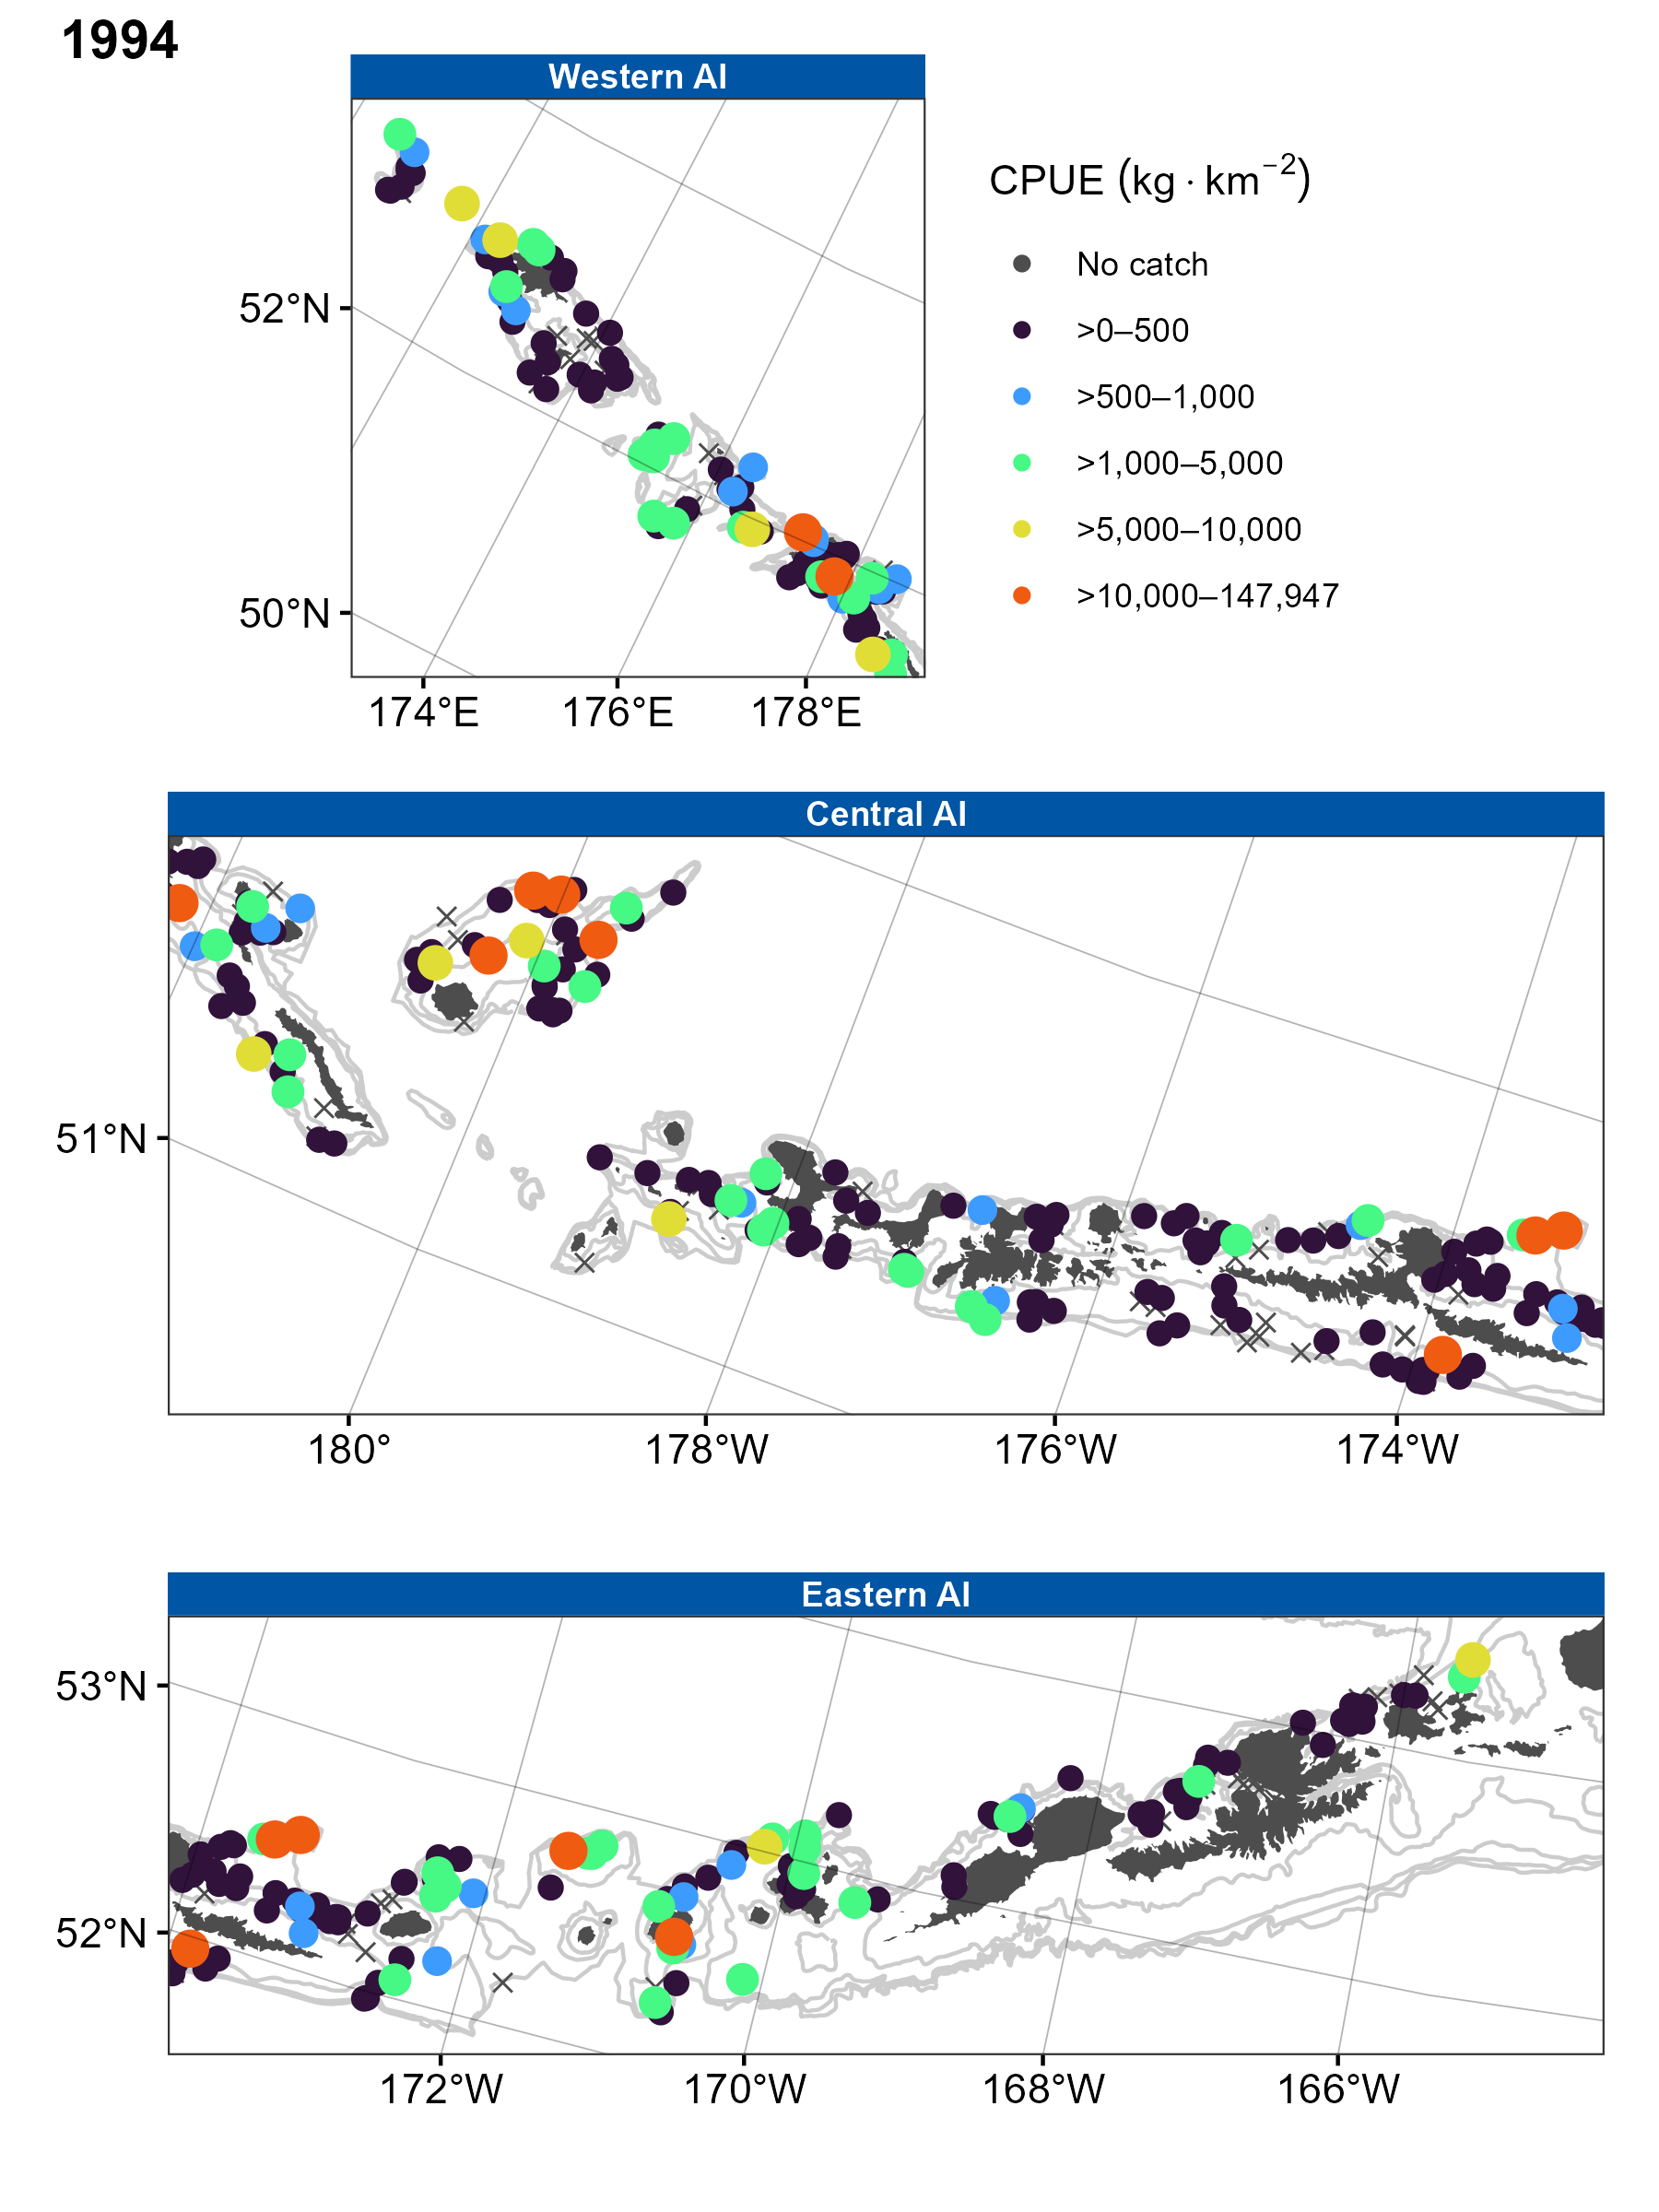 1994
Western AI
52°N
50°N
174°E 176°E 178°E
CPUE (kg · km⁻²)
No catch
>0–500
>500–1,000
>1,000–5,000
>5,000–10,000
>10,000–147,947
Central AI
51°N
180° 178°W 176°W 174°W
Eastern AI
53°N
52°N
172°W 170°W 168°W 166°W